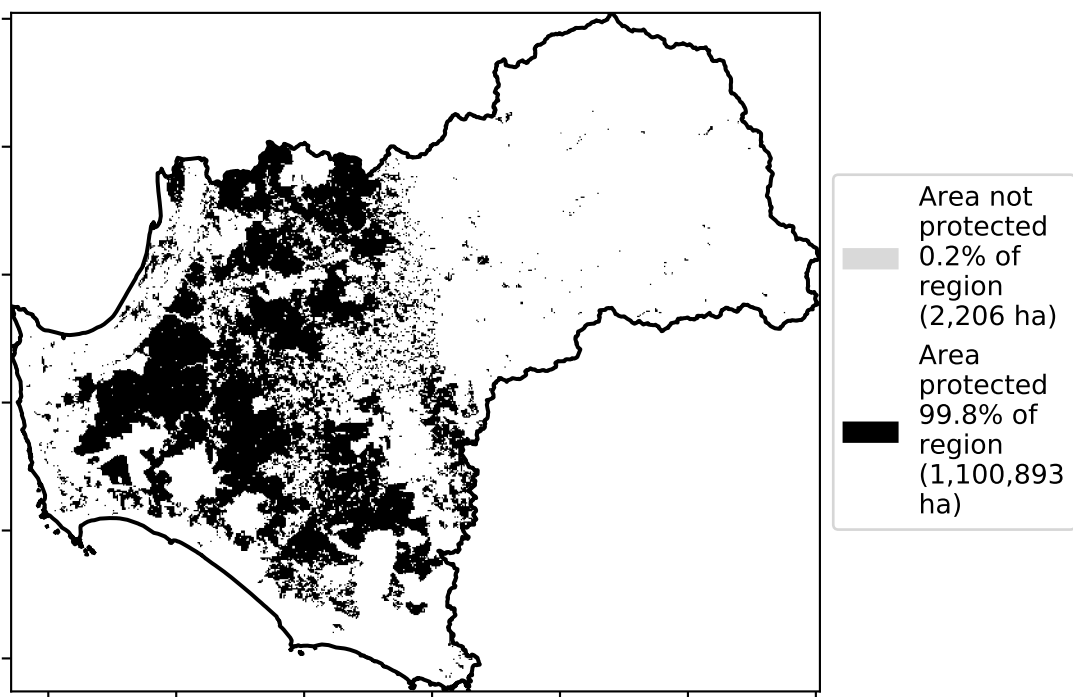 Area not
protected
0.2% of
region
(2,206 ha)
Area
protected
99.8% of
region
(1,100,893
ha)